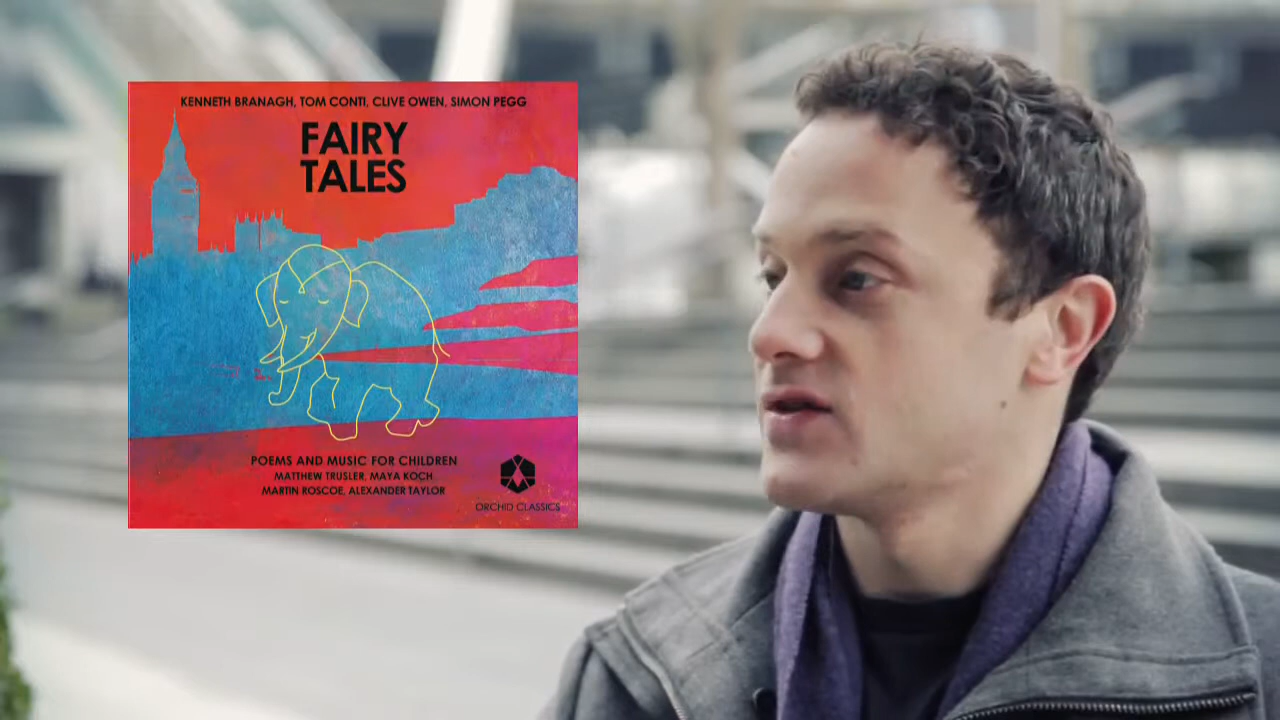 KENNETH BRANAGH, TOM CONTI, CLIVE OWEN, SIMON PEGG
FAIRY
TALES
POEMS AND MUSIC FOR CHILDREN
MATTHEW TRUSLER, MAYA KOCH
MARTIN ROSCOE, ALEXANDER TAYLOR
ORCHID CLASSICS